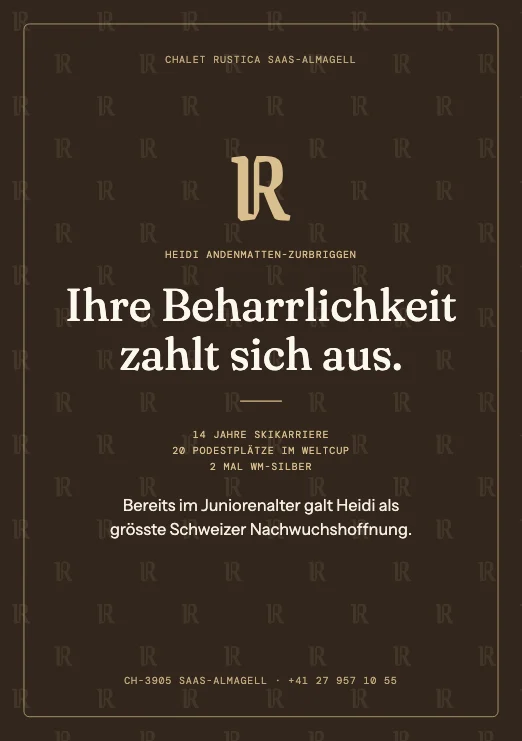 CHALET RUSTICA SAAS-ALMAGELL
R
HEIDI ANDENMATTEN-ZURBRIGGEN
Ihre Beharrlichkeit
zahlt sich aus.
14 JAHRE SKIKARRIERE
20 PODESTPLÄTZE IM WELTCUP
2 MAL WM-SILBER
Bereits im Juniorenalter galt Heidi als
grösste Schweizer Nachwuchshoffnung.
CH-3905 SAAS-ALMAGELL · +41 27 957 10 55